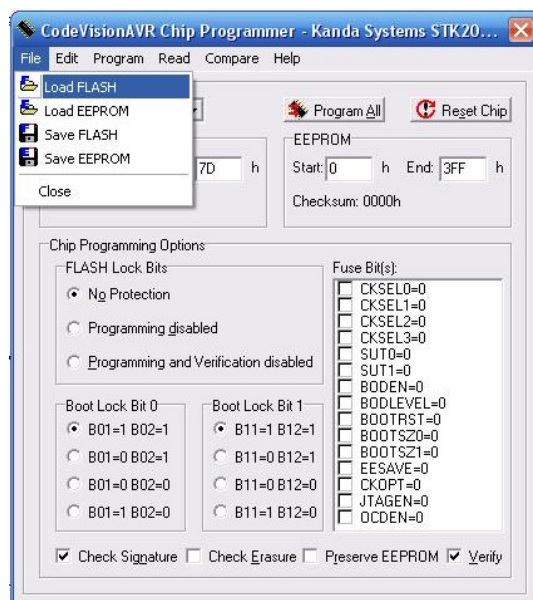 CodeVisionAVR Chip Programmer - Kanda Systems STK20...
File Edit Program Read Compare Help
Load FLASH
Load EEPROM
Save FLASH
Save EEPROM
Close
Program All
Reset Chip
7D h
EEPROM
Start: 0 h End: 3FF h
Checksum: 0000h
Chip Programming Options
FLASH Lock Bits
No Protection
Programming disabled
Programming and Verification disabled
Boot Lock Bit 0
B01=1 B02=1
B01=0 B02=1
B01=0 B02=0
B01=1 B02=0
Boot Lock Bit 1
B11=1 B12=1
B11=0 B12=1
B11=0 B12=0
B11=1 B12=0
Fuse Bit(s):
CKSEL0=0
CKSEL1=0
CKSEL2=0
CKSEL3=0
SUT0=0
SUT1=0
BODEN=0
BODLEVEL=0
BOOTRST=0
BOOTSZ0=0
BOOTSZ1=0
EESAVE=0
CKOPT=0
JTAGEN=0
OCDEN=0
Check Signature Check Erasure Preserve EEPROM Verify